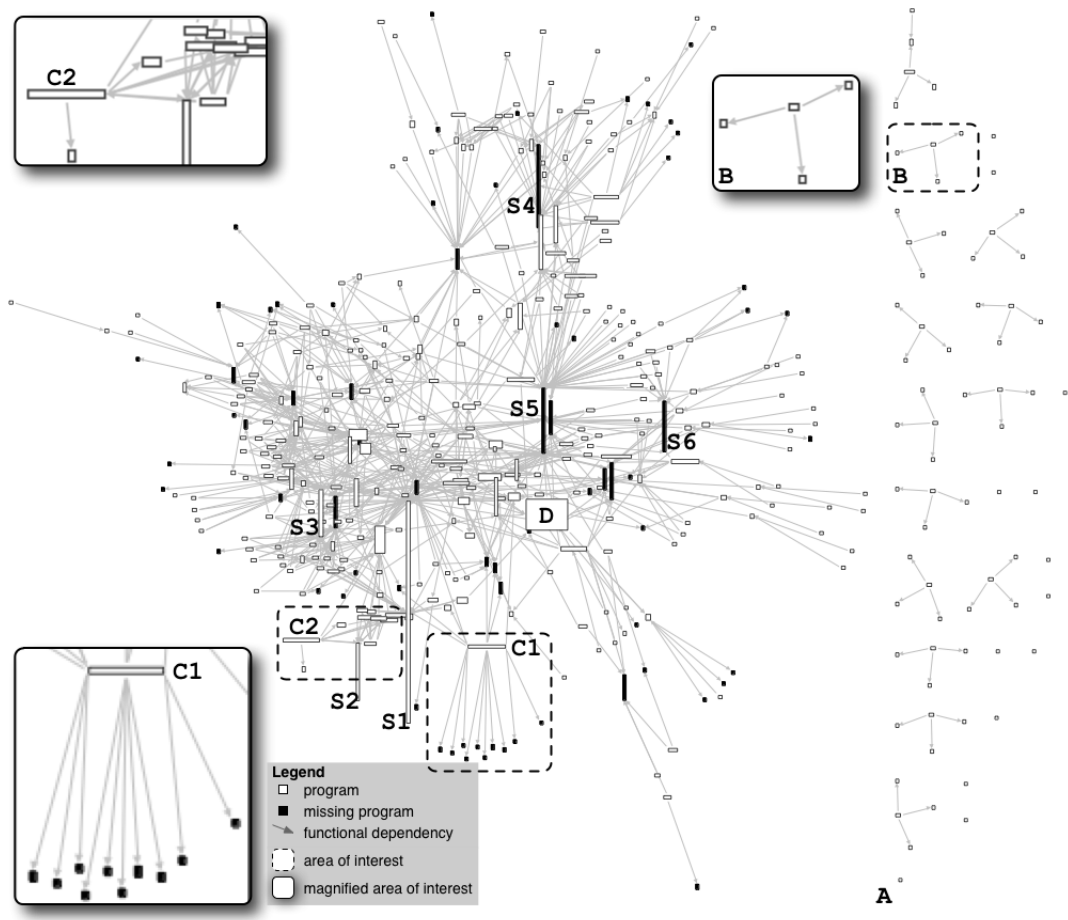 C2
B
B
S4
S5
S6
D
S3
C2
C1
S2
S1
C1
Legend
program
missing program
functional dependency
area of interest
magnified area of interest
A